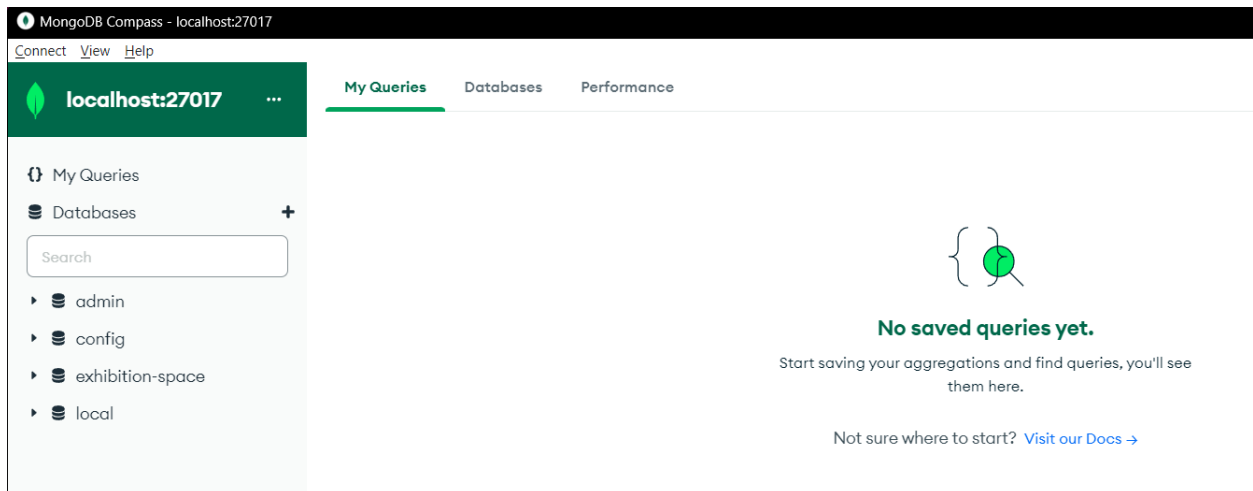 MongoDB Compass - localhost:27017
Connect View Help
localhost:27017 ...
My Queries Databases Performance
{} My Queries
Databases +
Search
admin
config
exhibition-space
local
No saved queries yet.
Start saving your aggregations and find queries, you'll see
them here.
Not sure where to start? Visit our Docs →